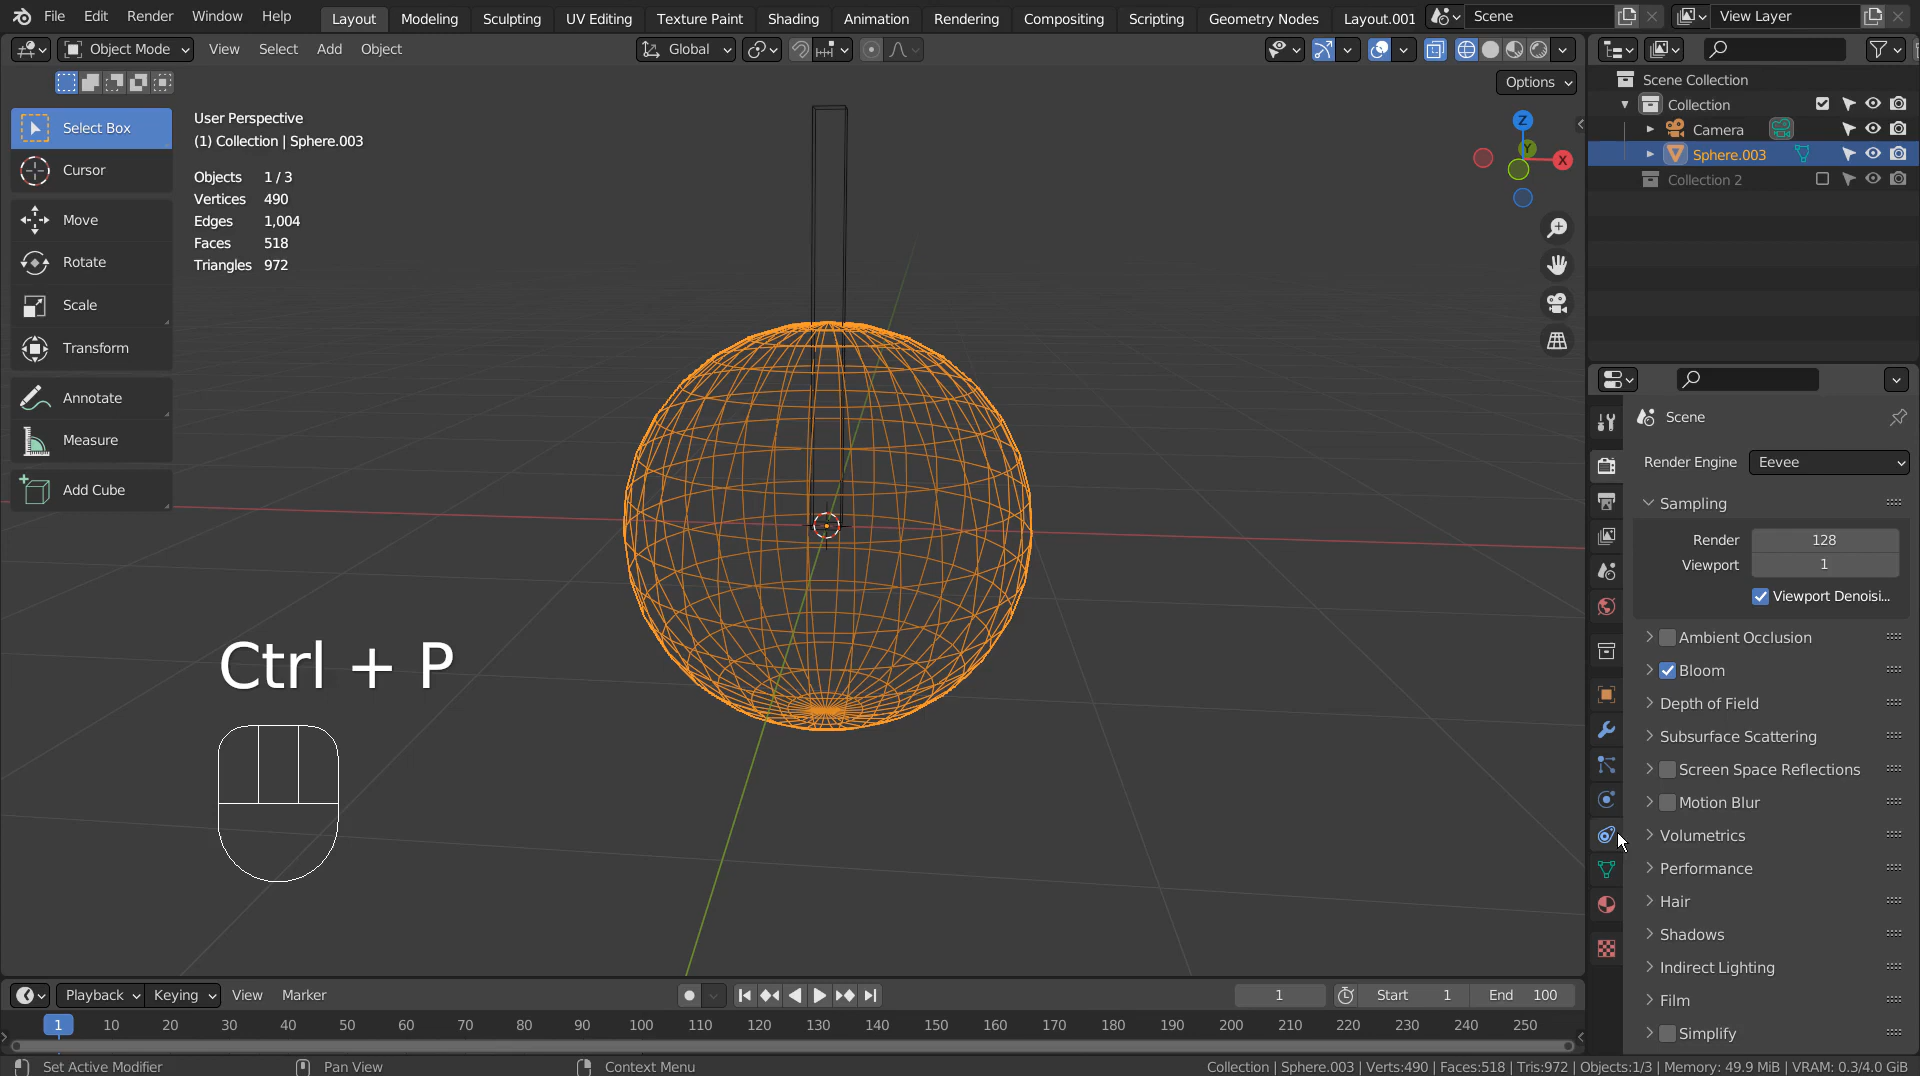 File Edit Render Window Help Layout Modeling Sculpting UV Editing Texture Paint Shading Animation Rendering Compositing Scripting Geometry Nodes Layout.001 Scene View Layer
Object Mode View Select Add Object Global
Options
Select Box
Cursor
Move
Rotate
Scale
Transform
Annotate
Measure
Add Cube
User Perspective
(1) Collection | Sphere.003
Objects 1 / 3
Vertices 490
Edges 1,004
Faces 518
Triangles 972
Z
Y
X
Ctrl + P
Scene Collection
Collection
Camera
Sphere.003
Collection 2
Scene
Render Engine Eevee
Sampling
Render 128
Viewport 1
Viewport Denoisi...
Ambient Occlusion
Bloom
Depth of Field
Subsurface Scattering
Screen Space Reflections
Motion Blur
Volumetrics
Performance
Hair
Shadows
Indirect Lighting
Film
Simplify
Playback Keying View Marker 1 Start 1 End 100
1 10 20 30 40 50 60 70 80 90 100 110 120 130 140 150 160 170 180 190 200 210 220 230 240 250
Set Active Modifier Pan View Context Menu Collection | Sphere.003 | Verts:490 | Faces:518 | Tris:972 | Objects:1/3 | Memory: 49.9 MiB | VRAM: 0.3/4.0 GiB